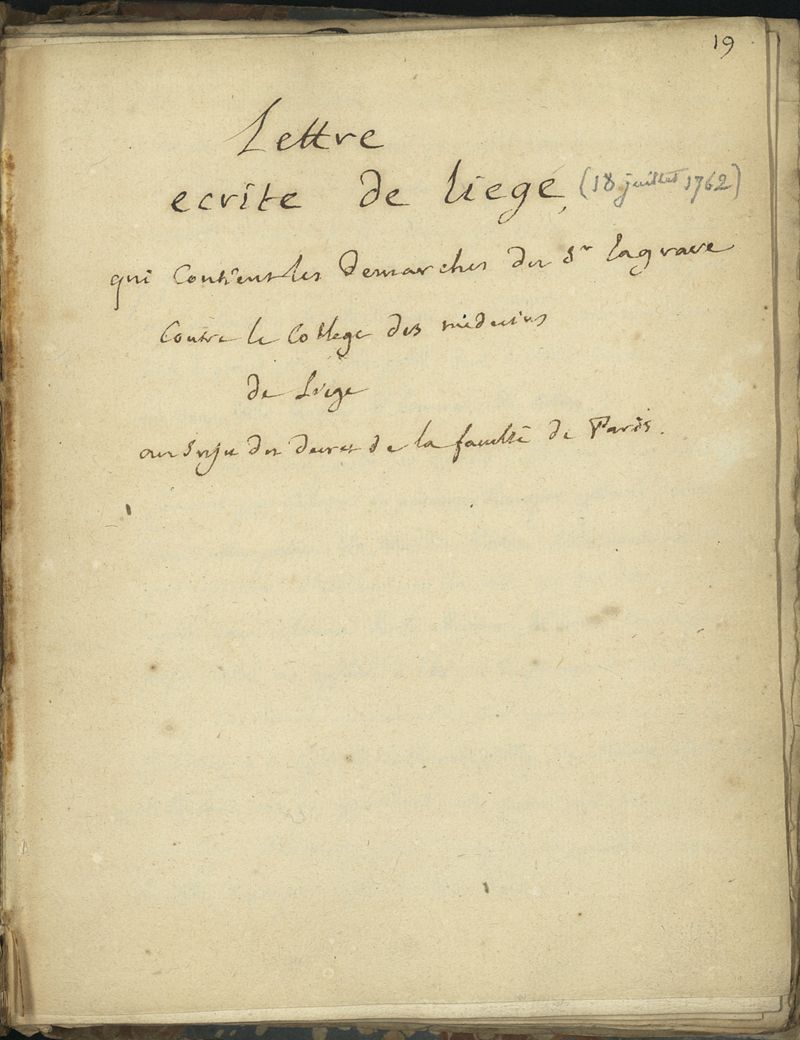 19
Lettre
ecrite de liege, (18 juillet 1762)
qui Contient les Demarches du Sr lagrave
Contre le College des medecins
de Liege
au Sujet du decret de la faculté de Paris.